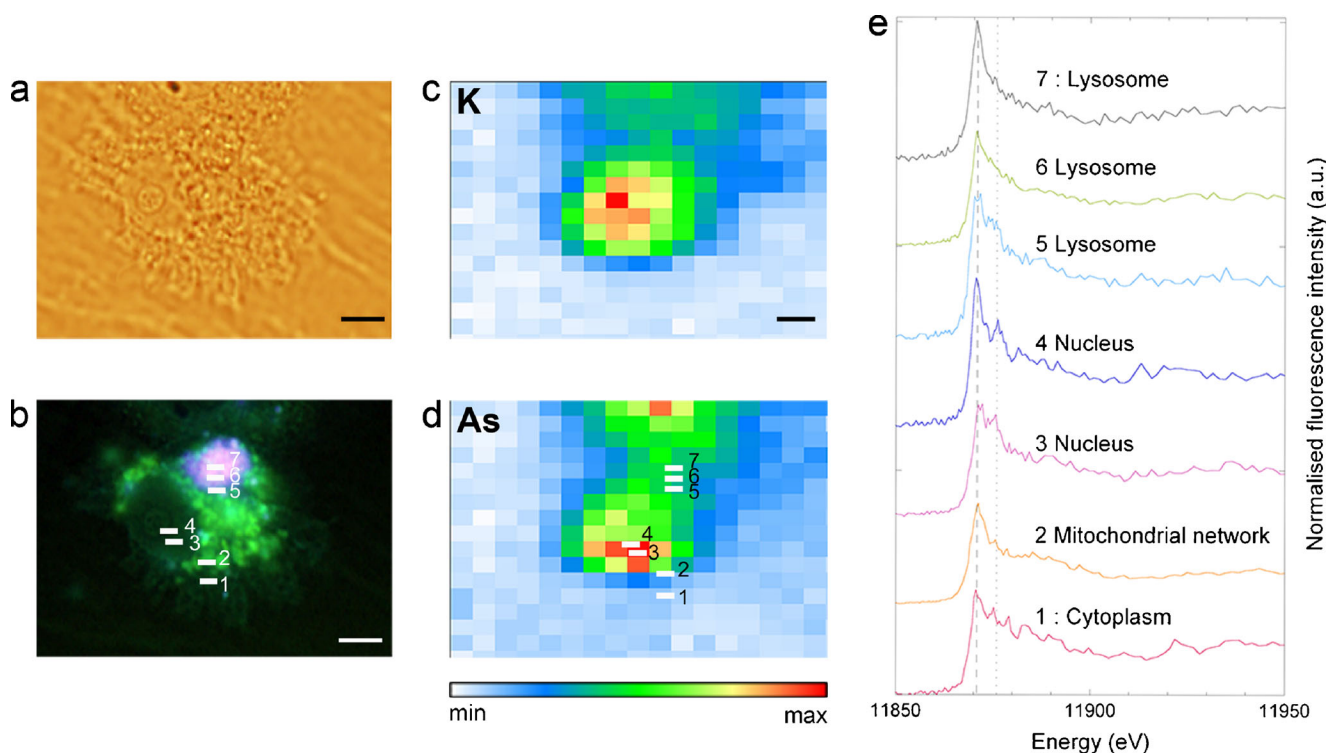 a
b
7
6
5
4
3
2
1
c
K
d
As
7
6
5
4
3
2
1
min
max
e
7 : Lysosome
6 Lysosome
5 Lysosome
4 Nucleus
3 Nucleus
2 Mitochondrial network
1 : Cytoplasm
11850 11900 11950
Energy (eV)
Normalised fluorescence intensity (a.u.)